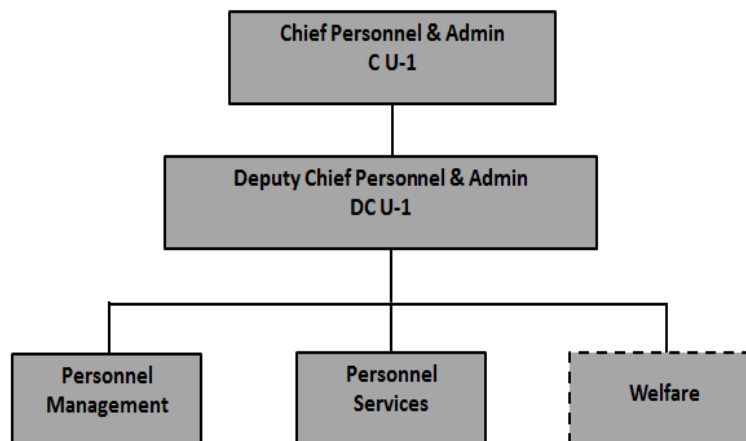 Chief Personnel & Admin
C U-1
Deputy Chief Personnel & Admin
DC U-1
Personnel
Management
Personnel
Services
Welfare